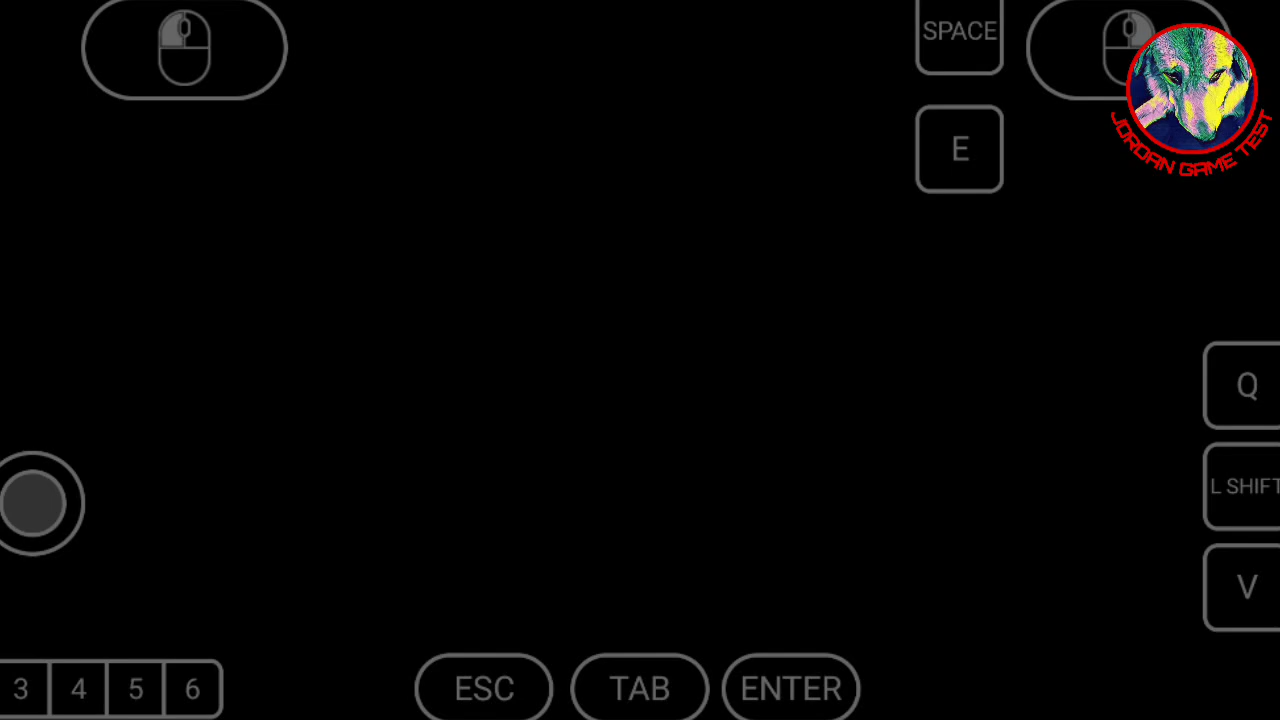 SPACE
E
JORDAN GAME TEST
Q
L SHIFT
V
3 4 5 6
ESC TAB ENTER